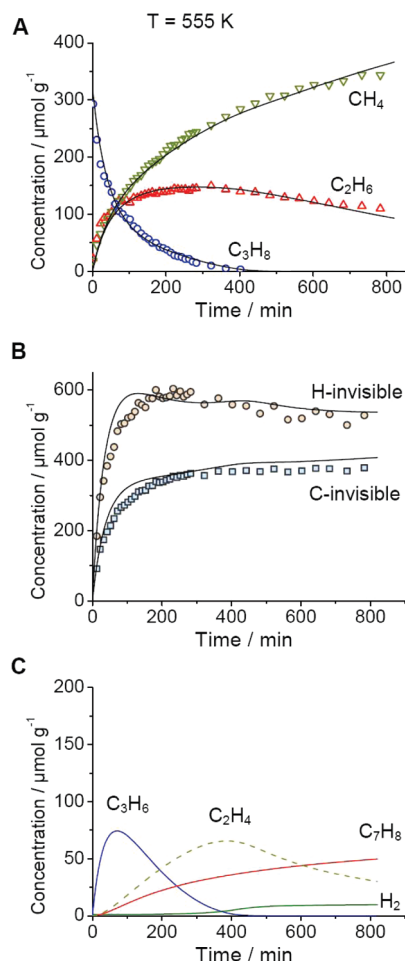 T = 555 K
A
Concentration / µmol g⁻¹
400
300
200
100
0
CH₄
C₂H₆
C₃H₈
0 200 400 600 800
Time / min
B
Concentration / µmol g⁻¹
600
400
200
0
H-invisible
C-invisible
0 200 400 600 800
Time / min
C
Concentration / µmol g⁻¹
200
150
100
50
0
C₃H₆
C₂H₄
C₇H₈
H₂
0 200 400 600 800
Time / min